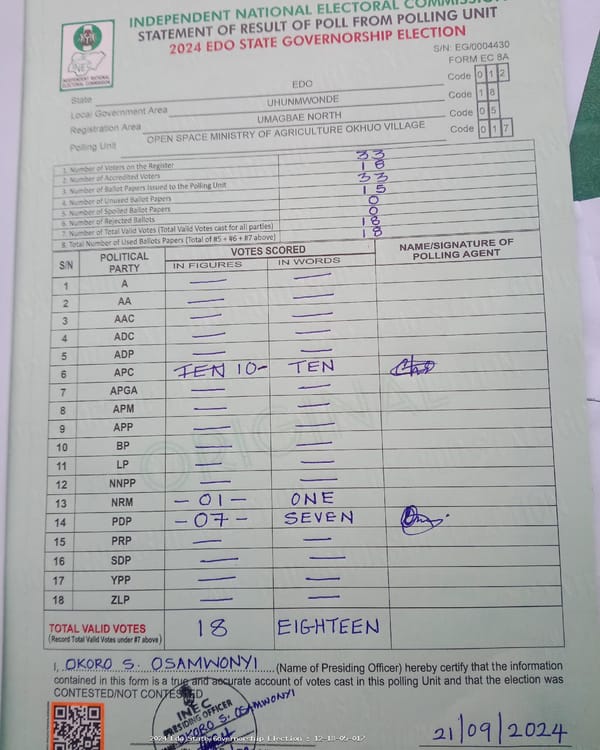 INDEPENDENT NATIONAL ELECTORAL COMMISSION
STATEMENT OF RESULT OF POLL FROM POLLING UNIT
2024 EDO STATE GOVERNORSHIP ELECTION
INEC
INDEPENDENT NATIONAL ELECTORAL COMMISSION
S/N: EG/0004430
FORM EC 8A
State EDO Code 0 1 2
Local Government Area UHUNMWONDE Code 1 8
Registration Area UMAGBAE NORTH Code 0 5
Polling Unit OPEN SPACE MINISTRY OF AGRICULTURE OKHUO VILLAGE Code 0 1 7
1. Number of Voters on the Register 33
2. Number of Accredited Voters 18
3. Number of Ballot Papers Issued to the Polling Unit 33
4. Number of Unused Ballot Papers 15
5. Number of Spoiled Ballot Papers 0
6. Number of Rejected Ballots 0
7. Number of Total Valid Votes (Total Valid Votes cast for all parties) 18
8. Total Number of Used Ballots Papers (Total of #5 + #6 + #7 above) 18
S/N POLITICAL PARTY VOTES SCORED NAME/SIGNATURE OF POLLING AGENT
IN FIGURES IN WORDS
1 A — —
2 AA — —
3 AAC — —
4 ADC — —
5 ADP — —
6 APC TEN 10- TEN
7 APGA — —
8 APM — —
9 APP — —
10 BP — —
11 LP — —
12 NNPP — —
13 NRM -01- ONE
14 PDP -07- SEVEN
15 PRP — —
16 SDP — —
17 YPP — —
18 ZLP — —
ORIGINAL
TOTAL VALID VOTES 18 EIGHTEEN
(Record Total Valid Votes under #7 above)
I, OKORO S. OSAMWONYI (Name of Presiding Officer) hereby certify that the information
contained in this form is a true and accurate account of votes cast in this polling Unit and that the election was
CONTESTED/NOT CONTESTED
INEC
PRESIDING OFFICER
OKORO S. OSAMWONYI
21/09/2024
2024 Edo State Governorship Election : 12-18-05-017